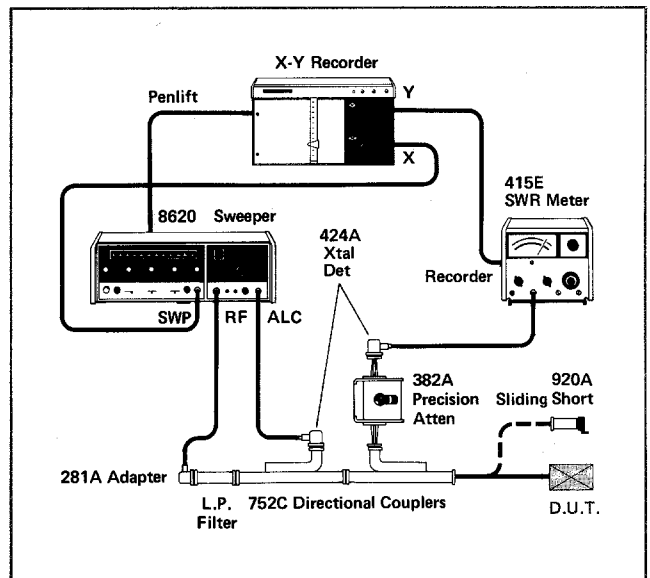 X-Y Recorder
Penlift
Y
X
415E
SWR Meter
8620 Sweeper
424A
Xtal
Det
Recorder
SWP
RF
ALC
382A
Precision
Atten
920A
Sliding Short
281A Adapter
L.P.
Filter
752C Directional Couplers
D.U.T.